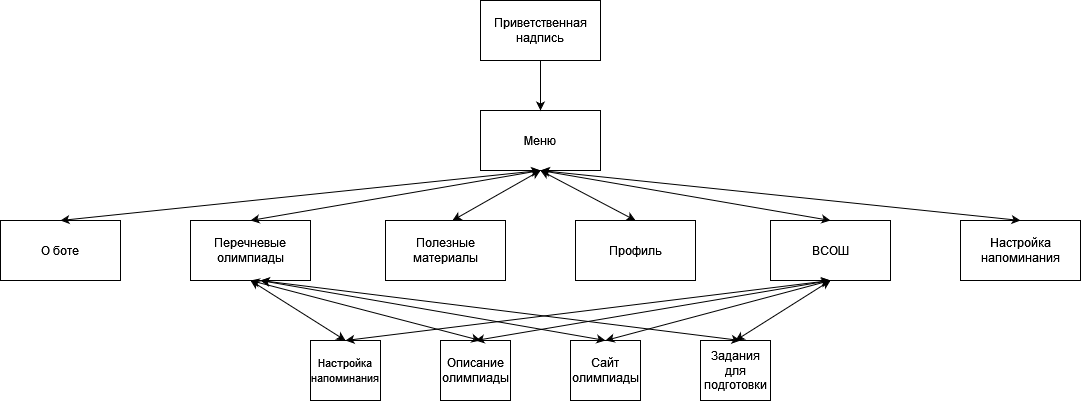 Приветственная
надпись
Меню
О боте
Перечневые
олимпиады
Полезные
материалы
Профиль
ВСОШ
Настройка
напоминания
Настройка
напоминания
Описание
олимпиады
Сайт
олимпиады
Задания
для
подготовки